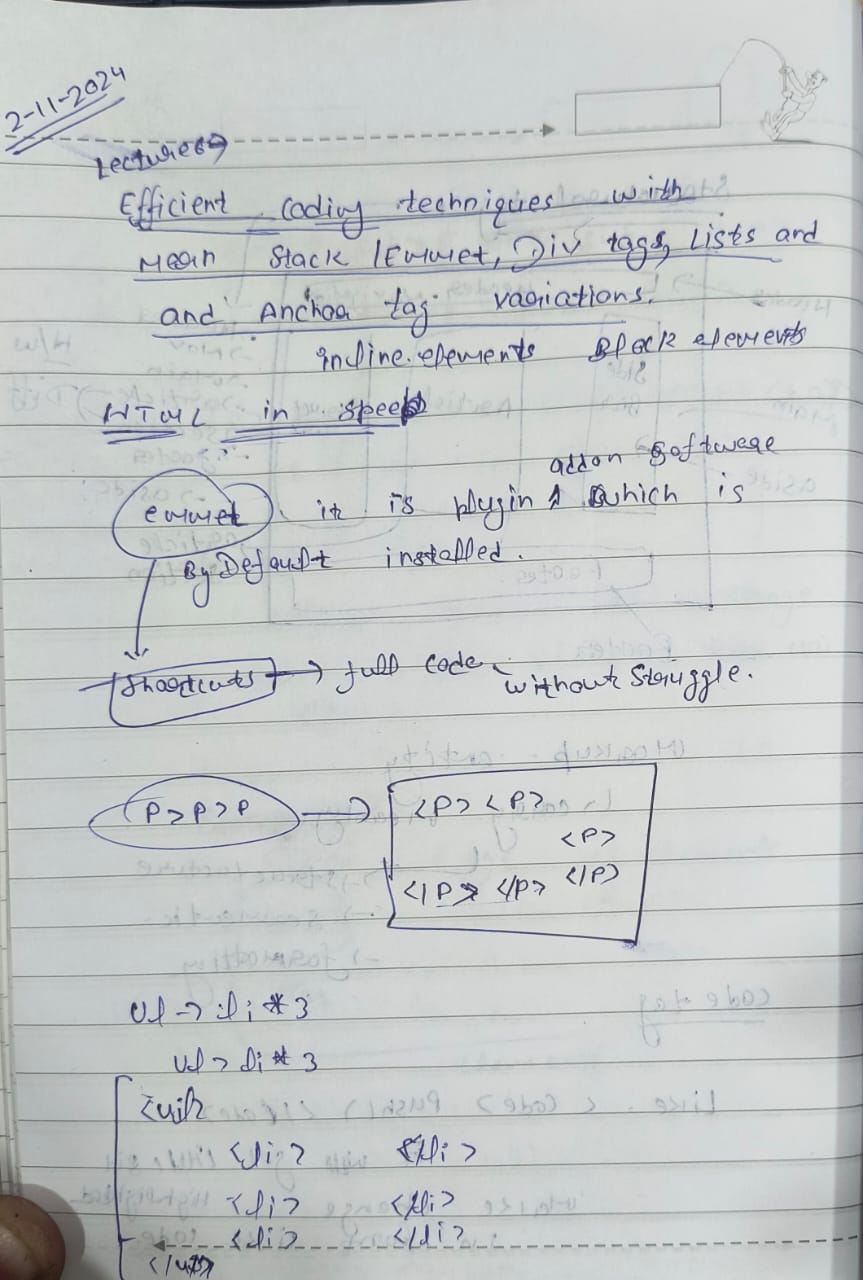 2-11-2024
Lectures→
Efficient coding techniques with
Mean Stack /Emmet, Div tags, Lists and
and Anchor tag variations.
inline elements Block elements
HTML in speed
addon software
emmet it is plugin which is
By Default installed.
Shortcuts → full code without Struggle.
P>P>P → <P> <P>
<P>
</P> </P> </P>
Ul -> li * 3
Ul > li * 3
<ul>
<li> </li>
<li> </li>
<li> </li>
</ul>